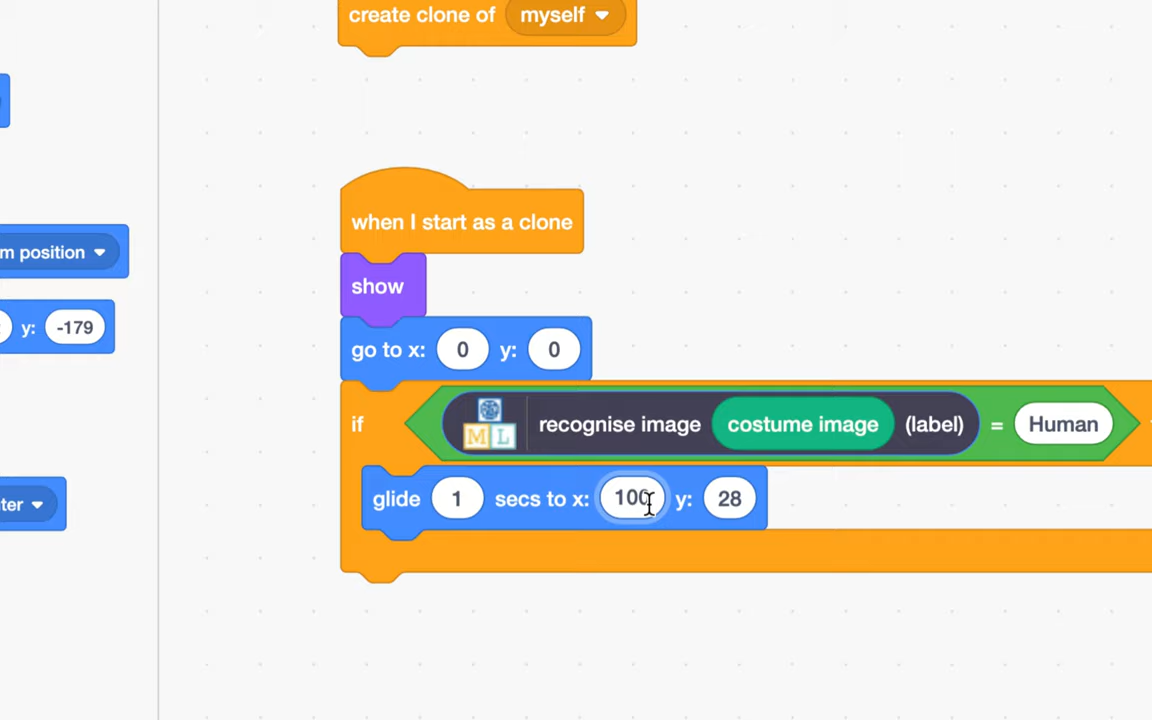 create clone of myself
when I start as a clone
m position
show
y: -179
go to x: 0 y: 0
if ML recognise image costume image (label) = Human
glide 1 secs to x: 100 y: 28
ter